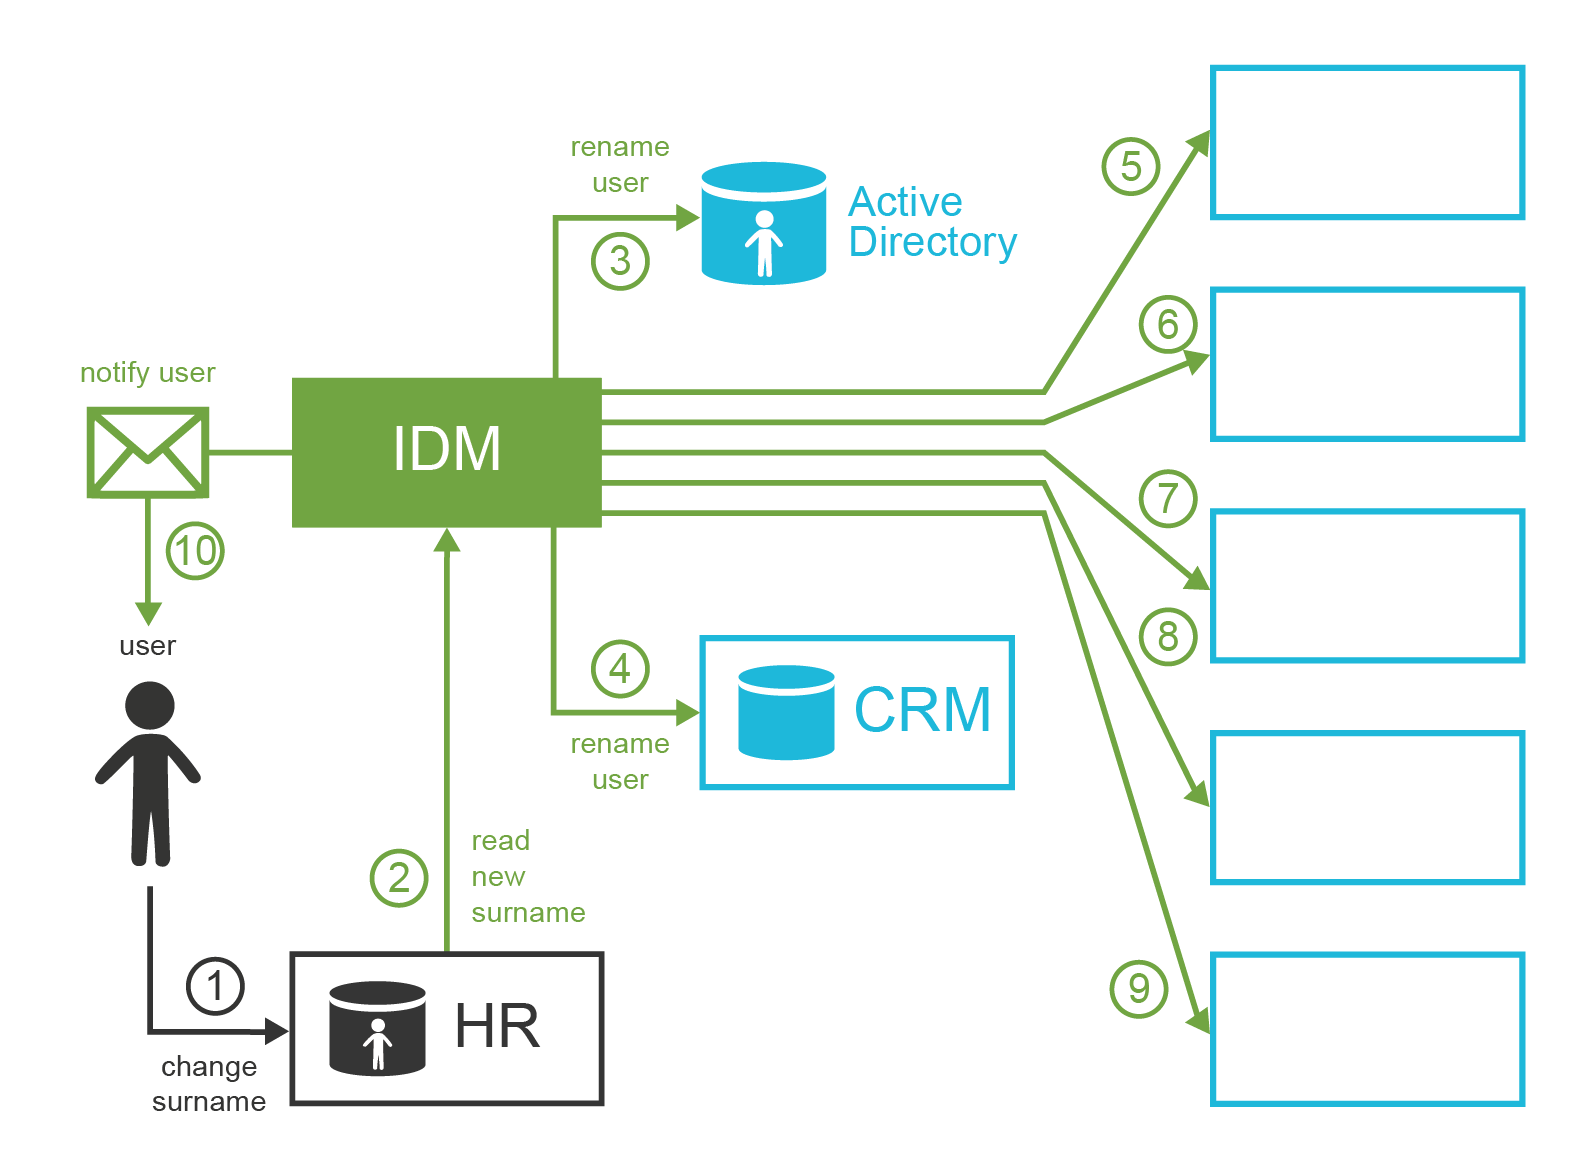 rename
user
3
Active
Directory
5
6
notify user
IDM
10
7
8
user
4
CRM
rename
user
2
read
new
surname
1
HR
9
change
surname